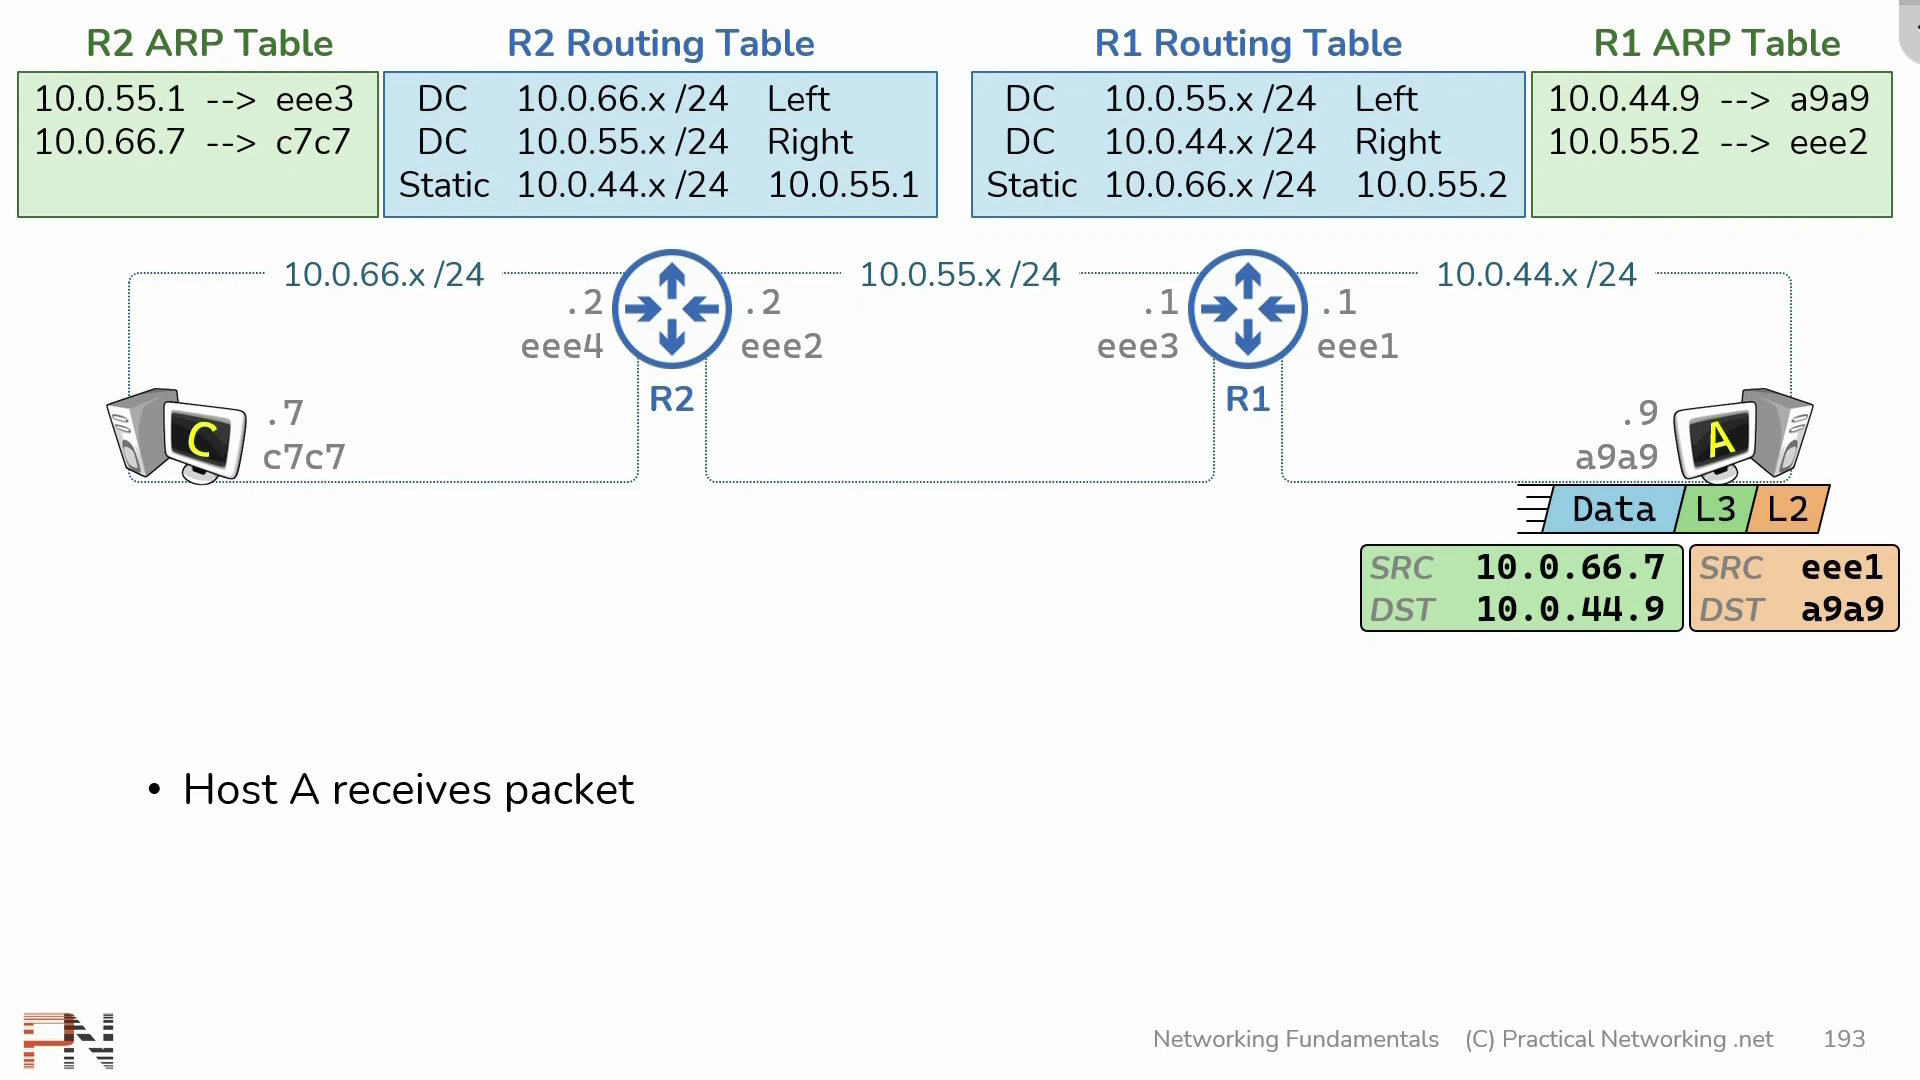 R2 ARP Table
10.0.55.1 --> eee3
10.0.66.7 --> c7c7
R2 Routing Table
DC 10.0.66.x /24 Left
DC 10.0.55.x /24 Right
Static 10.0.44.x /24 10.0.55.1
R1 Routing Table
DC 10.0.55.x /24 Left
DC 10.0.44.x /24 Right
Static 10.0.66.x /24 10.0.55.2
R1 ARP Table
10.0.44.9 --> a9a9
10.0.55.2 --> eee2
10.0.66.x /24
10.0.55.x /24
10.0.44.x /24
.2
eee4
.2
eee2
R2
.1
eee3
.1
eee1
R1
C
.7
c7c7
.9
a9a9
A
Data L3 L2
SRC 10.0.66.7
DST 10.0.44.9
SRC eee1
DST a9a9
• Host A receives packet
PN
Networking Fundamentals (C) Practical Networking .net 193